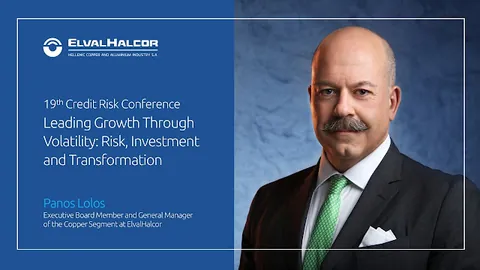 ElvalHalcor
HELLENIC COPPER AND ALUMINIUM INDUSTRY S.A.
19th Credit Risk Conference
Leading Growth Through
Volatility: Risk, Investment
and Transformation
Panos Lolos
Executive Board Member and General Manager
of the Copper Segment at ElvalHalcor